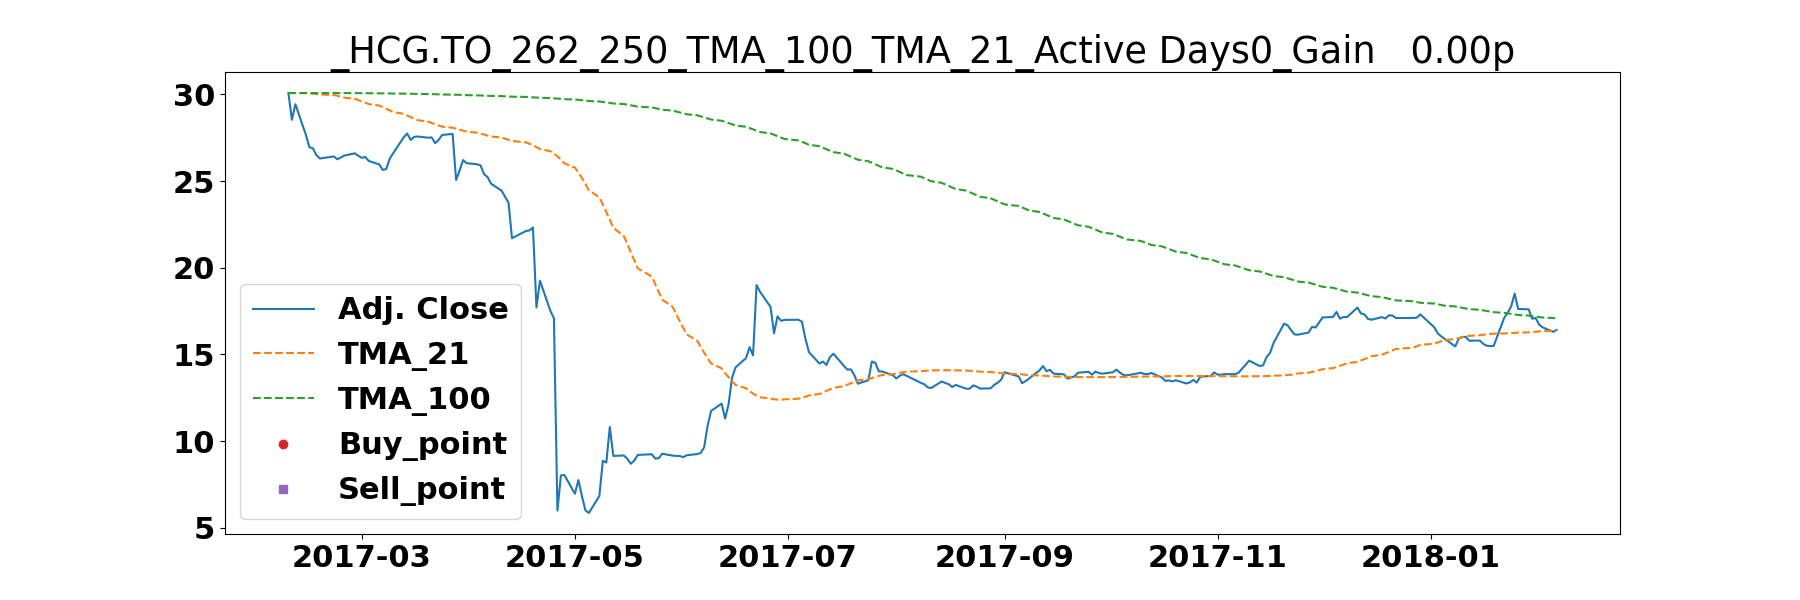 _HCG.TO_262_250_TMA_100_TMA_21_Active Days0_Gain   0.00p
30
25
20
15
10
5
Adj. Close
TMA_21
TMA_100
Buy_point
Sell_point
2017-03 2017-05 2017-07 2017-09 2017-11 2018-01